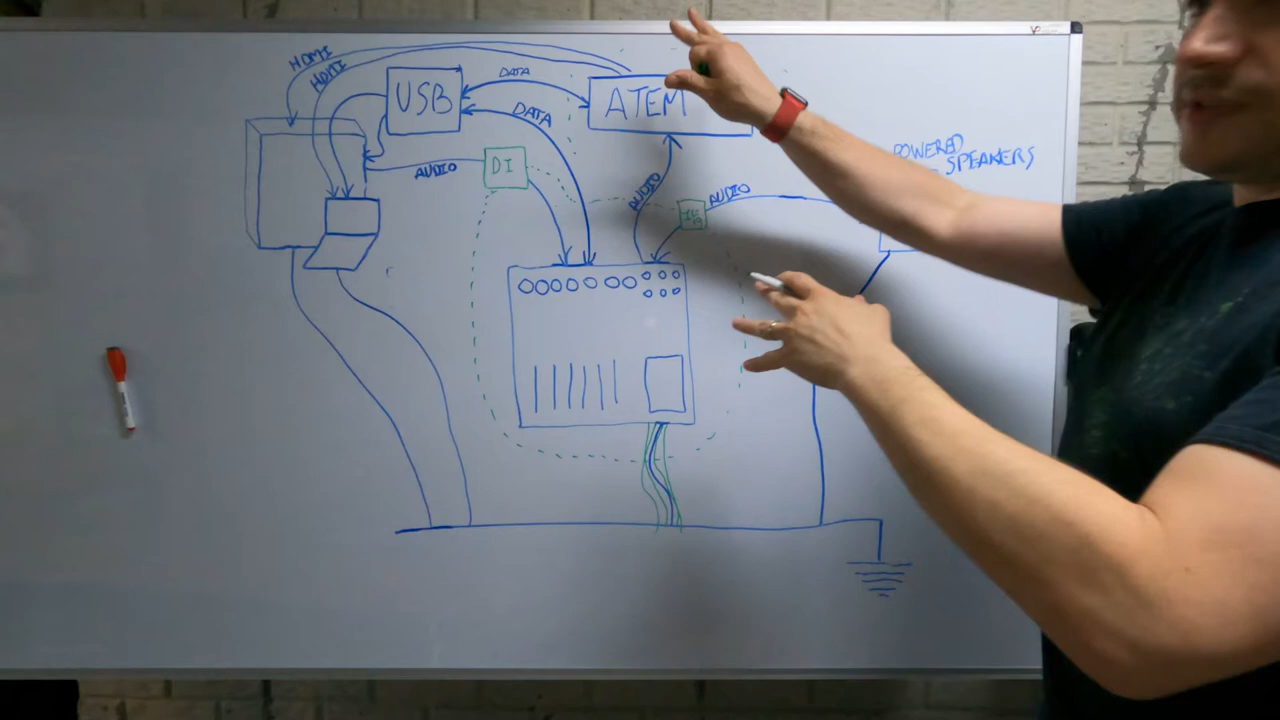 HDMI
HDMI
USB
DATA
DATA
ATEM
POWERED
SPEAKERS
AUDIO
DI
AUDIO
AUDIO